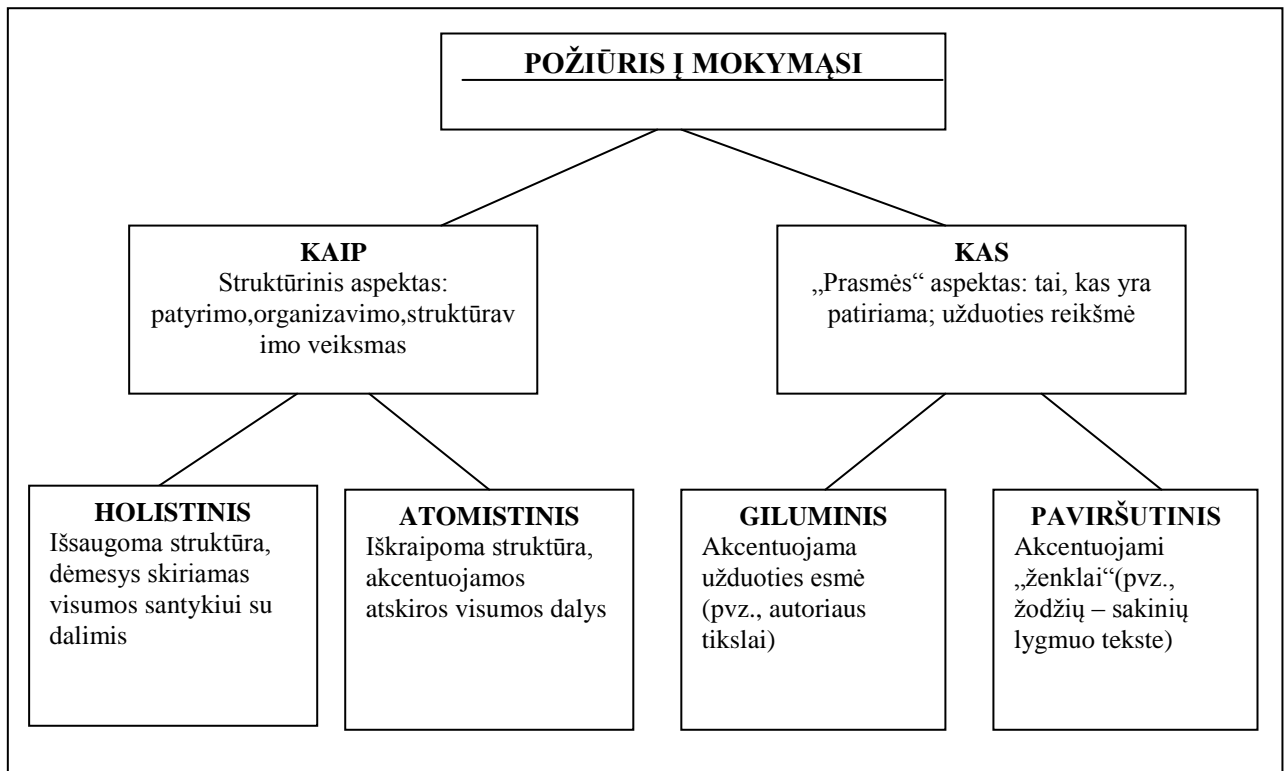 POŽIŪRIS Į MOKYMĄSI
KAIP
Struktūrinis aspektas:
patyrimo,organizavimo,struktūrav
imo veiksmas
KAS
„Prasmės“ aspektas: tai, kas yra
patiriama; užduoties reikšmė
HOLISTINIS
Išsaugoma struktūra,
dėmesys skiriamas
visumos santykiui su
dalimis
ATOMISTINIS
Iškraipoma struktūra,
akcentuojamos
atskiros visumos dalys
GILUMINIS
Akcentuojama
užduoties esmė
(pvz., autoriaus
tikslai)
PAVIRŠUTINIS
Akcentuojami
„ženklai“(pvz.,
žodžių – sakinių
lygmuo tekste)